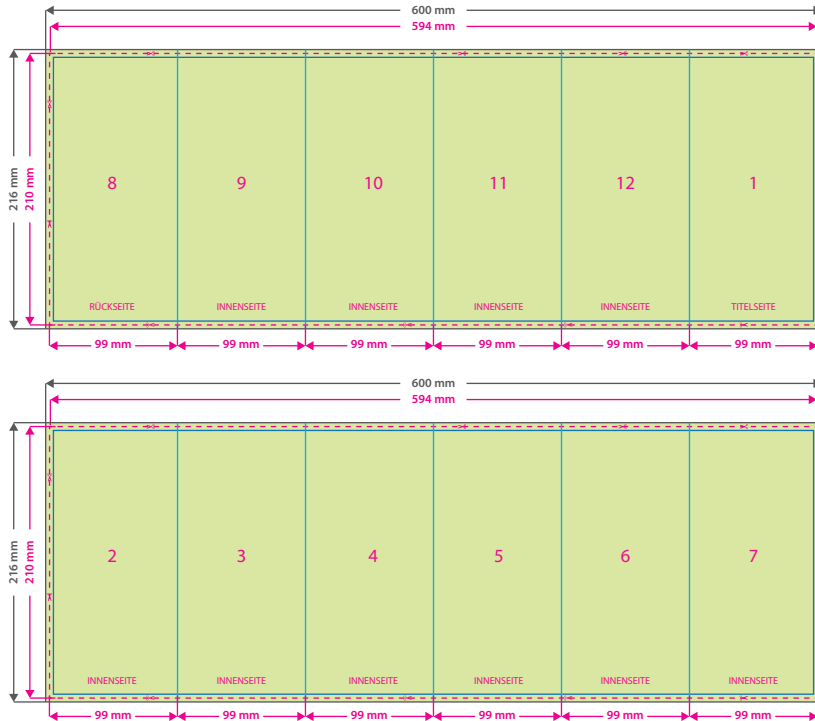 600 mm
594 mm
216 mm
210 mm
8 9 10 11 12 1
RÜCKSEITE INNENSEITE INNENSEITE INNENSEITE INNENSEITE TITELSEITE
99 mm 99 mm 99 mm 99 mm 99 mm 99 mm
600 mm
594 mm
216 mm
210 mm
2 3 4 5 6 7
INNENSEITE INNENSEITE INNENSEITE INNENSEITE INNENSEITE INNENSEITE
99 mm 99 mm 99 mm 99 mm 99 mm 99 mm